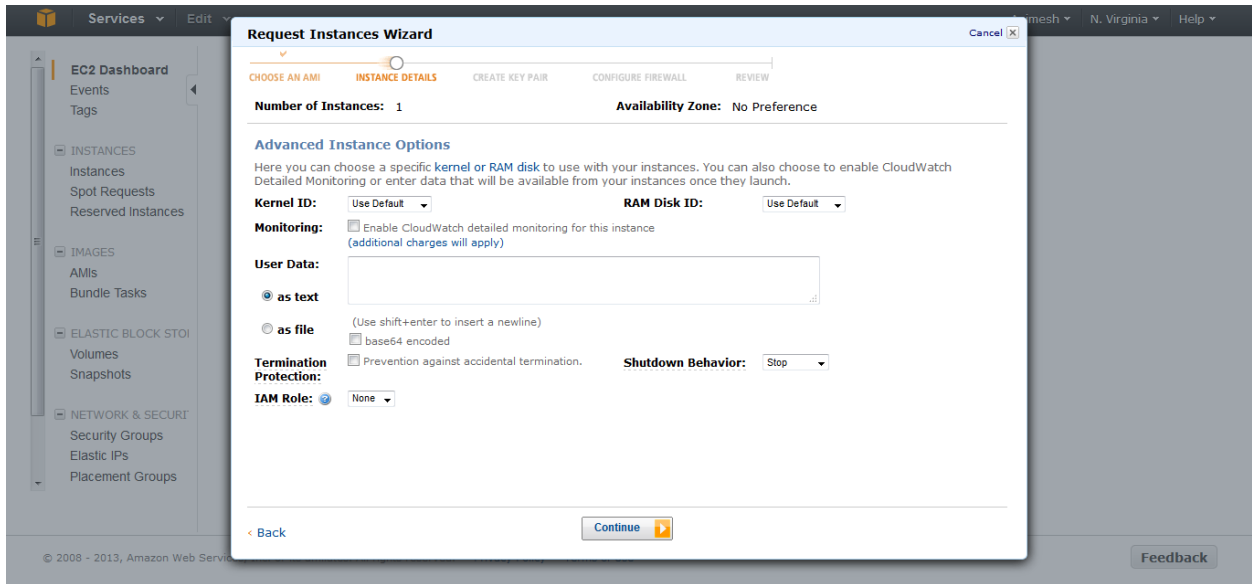 Services Edit
N. Virginia Help
EC2 Dashboard
Events
Tags
INSTANCES
Instances
Spot Requests
Reserved Instances
IMAGES
AMIs
Bundle Tasks
ELASTIC BLOCK STO
Volumes
Snapshots
NETWORK & SECURIT
Security Groups
Elastic IPs
Placement Groups
Request Instances Wizard
Cancel
CHOOSE AN AMI INSTANCE DETAILS CREATE KEY PAIR CONFIGURE FIREWALL REVIEW
Number of Instances: 1 Availability Zone: No Preference
Advanced Instance Options
Here you can choose a specific kernel or RAM disk to use with your instances. You can also choose to enable CloudWatch
Detailed Monitoring or enter data that will be available from your instances once they launch.
Kernel ID: Use Default RAM Disk ID: Use Default
Monitoring: Enable CloudWatch detailed monitoring for this instance
(additional charges will apply)
User Data:
as text
as file (Use shift+enter to insert a newline)
base64 encoded
Termination Protection: Prevention against accidental termination. Shutdown Behavior: Stop
IAM Role: None
‹ Back
Continue
© 2008 - 2013, Amazon Web Servic
Feedback